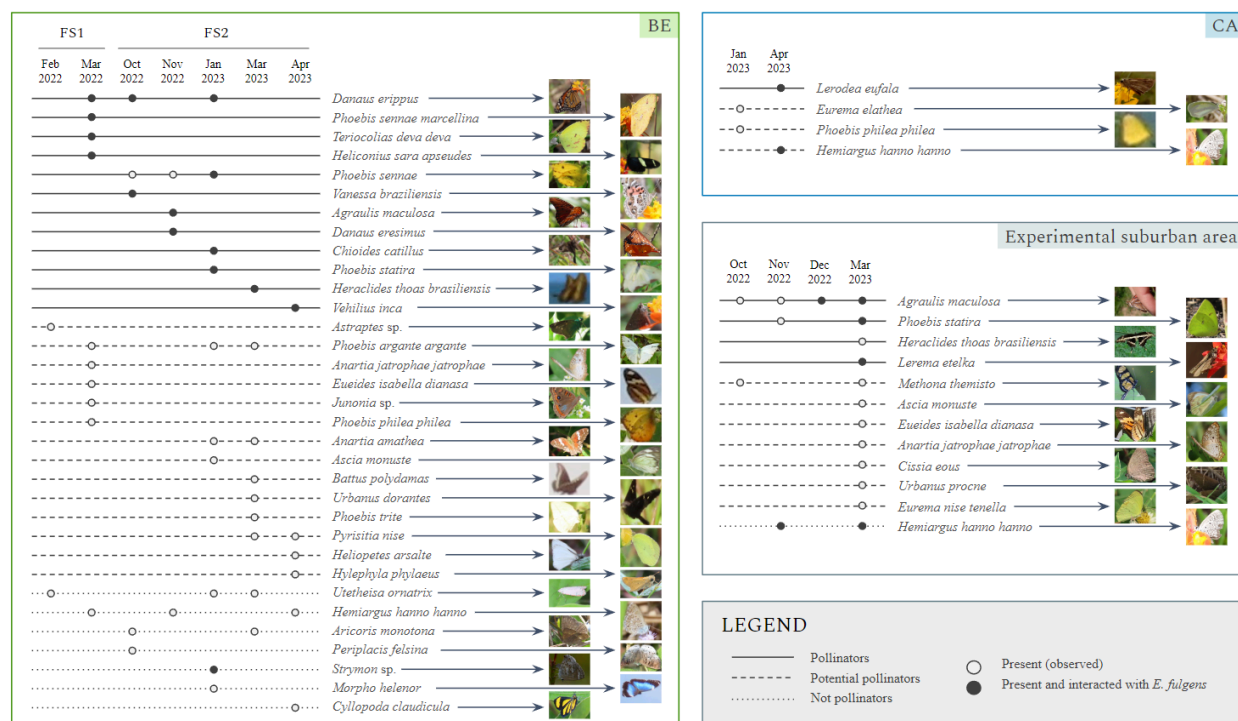 BE
FS1 FS2
Feb Mar Oct Nov Jan Mar Apr
2022 2022 2022 2022 2023 2023 2023
Danaus erippus
Phoebis sennae marcellina
Teriocolias deva deva
Heliconius sara apseudes
Phoebis sennae
Vanessa braziliensis
Agraulis maculosa
Danaus eresimus
Chioides catillus
Phoebis statira
Heraclides thoas brasiliensis
Vehilius inca
Astraptes sp.
Phoebis argante argante
Anartia jatrophae jatrophae
Eueides isabella dianasa
Junonia sp.
Phoebis philea philea
Anartia amathea
Ascia monuste
Battus polydamas
Urbanus dorantes
Phoebis trite
Pyrisitia nise
Heliopetes arsalte
Hylephyla phylaeus
Utetheisa ornatrix
Hemiargus hanno hanno
Aricoris monotona
Periplacis felsina
Strymon sp.
Morpho helenor
Cyllopoda claudicula
CA
Jan Apr
2023 2023
Lerodea eufala
Eurema elathea
Phoebis philea philea
Hemiargus hanno hanno
Experimental suburban area
Oct Nov Dec Mar
2022 2022 2022 2023
Agraulis maculosa
Phoebis statira
Heraclides thoas brasiliensis
Lerema etelka
Methona themisto
Ascia monuste
Eueides isabella dianasa
Anartia jatrophae jatrophae
Cissia eous
Urbanus procne
Eurema nise tenella
Hemiargus hanno hanno
LEGEND
Pollinators
Potential pollinators
Not pollinators
Present (observed)
Present and interacted with E. fulgens